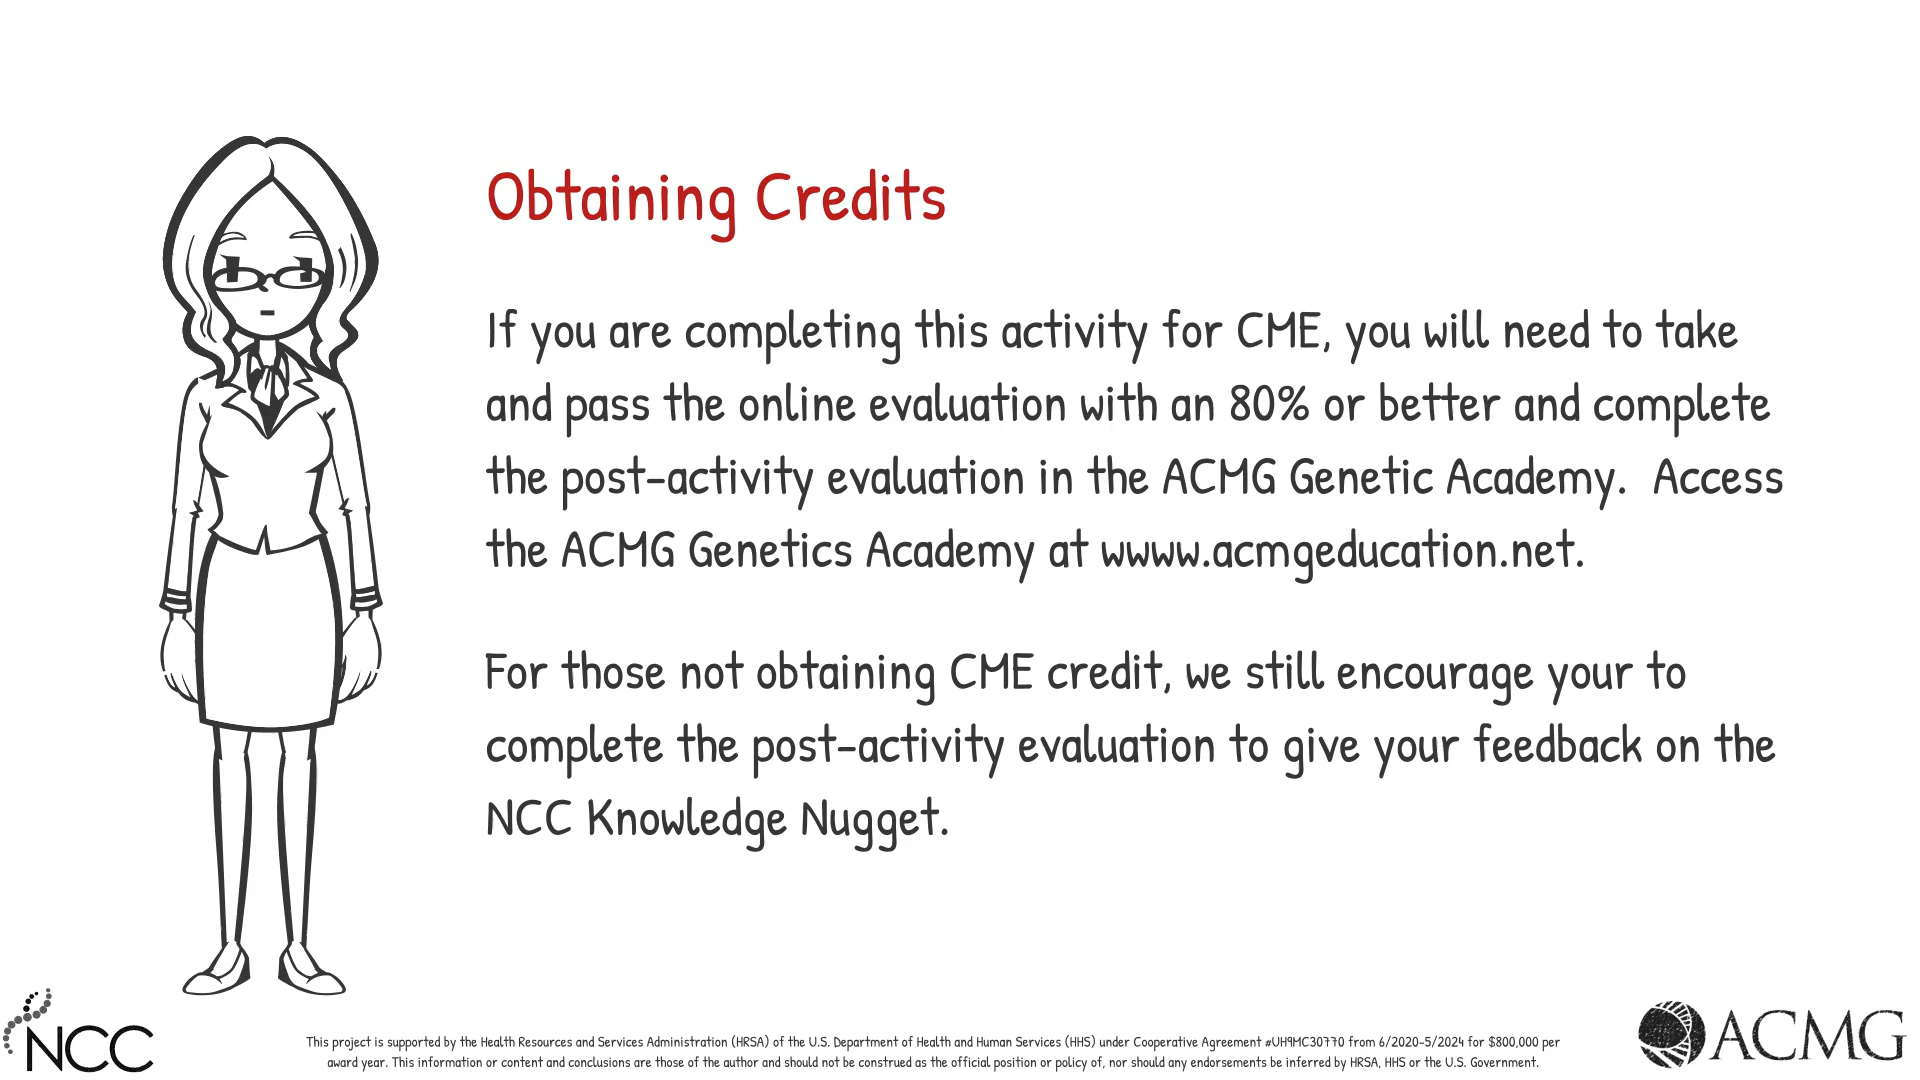 Obtaining Credits
If you are completing this activity for CME, you will need to take
and pass the online evaluation with an 80% or better and complete
the post-activity evaluation in the ACMG Genetic Academy.  Access
the ACMG Genetics Academy at wwww.acmgeducation.net.
For those not obtaining CME credit, we still encourage your to
complete the post-activity evaluation to give your feedback on the
NCC Knowledge Nugget.
NCC
This project is supported by the Health Resources and Services Administration (HRSA) of the U.S. Department of Health and Human Services (HHS) under Cooperative Agreement #UH9MC30770 from 6/2020-5/2024 for $800,000 per
award year. This information or content and conclusions are those of the author and should not be construed as the official position or policy of, nor should any endorsements be inferred by HRSA, HHS or the U.S. Government.
ACMG